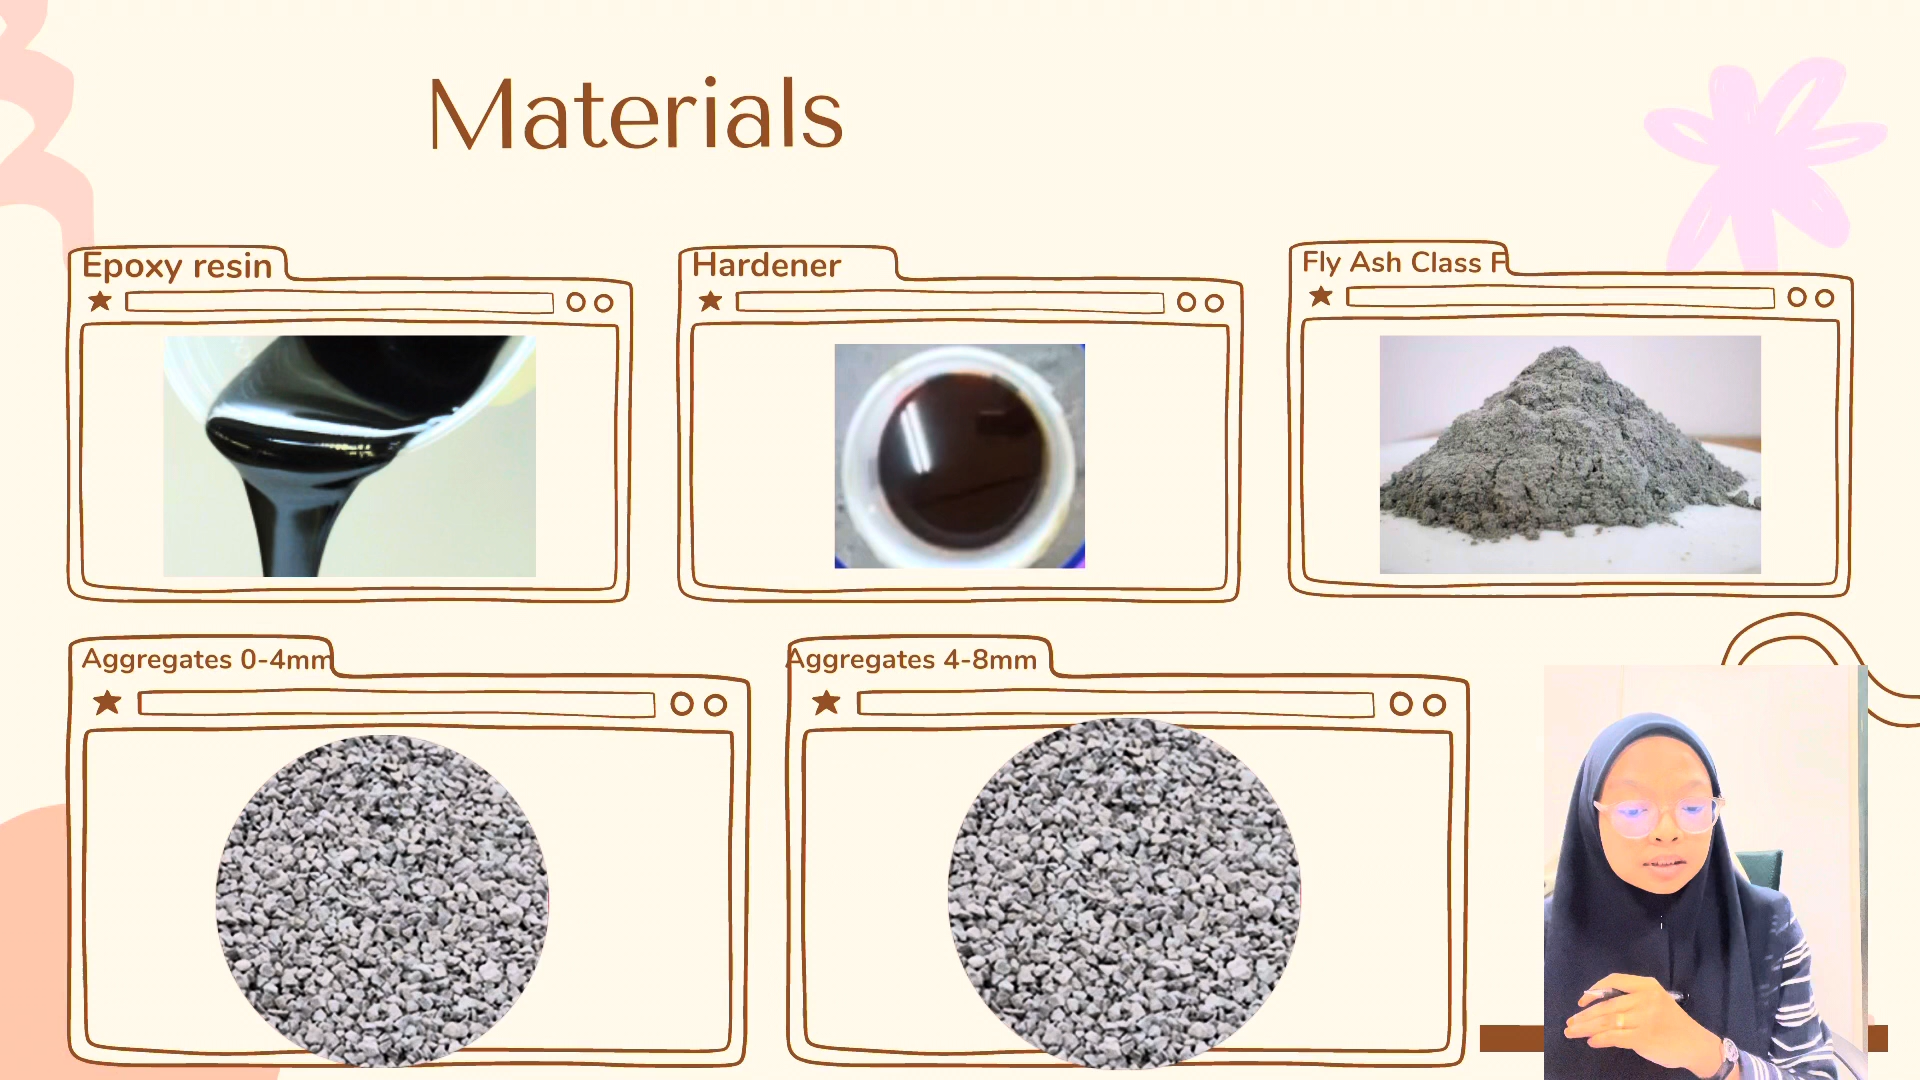 Materials
Epoxy resin
Hardener
Fly Ash Class F
Aggregates 0-4mm
Aggregates 4-8mm